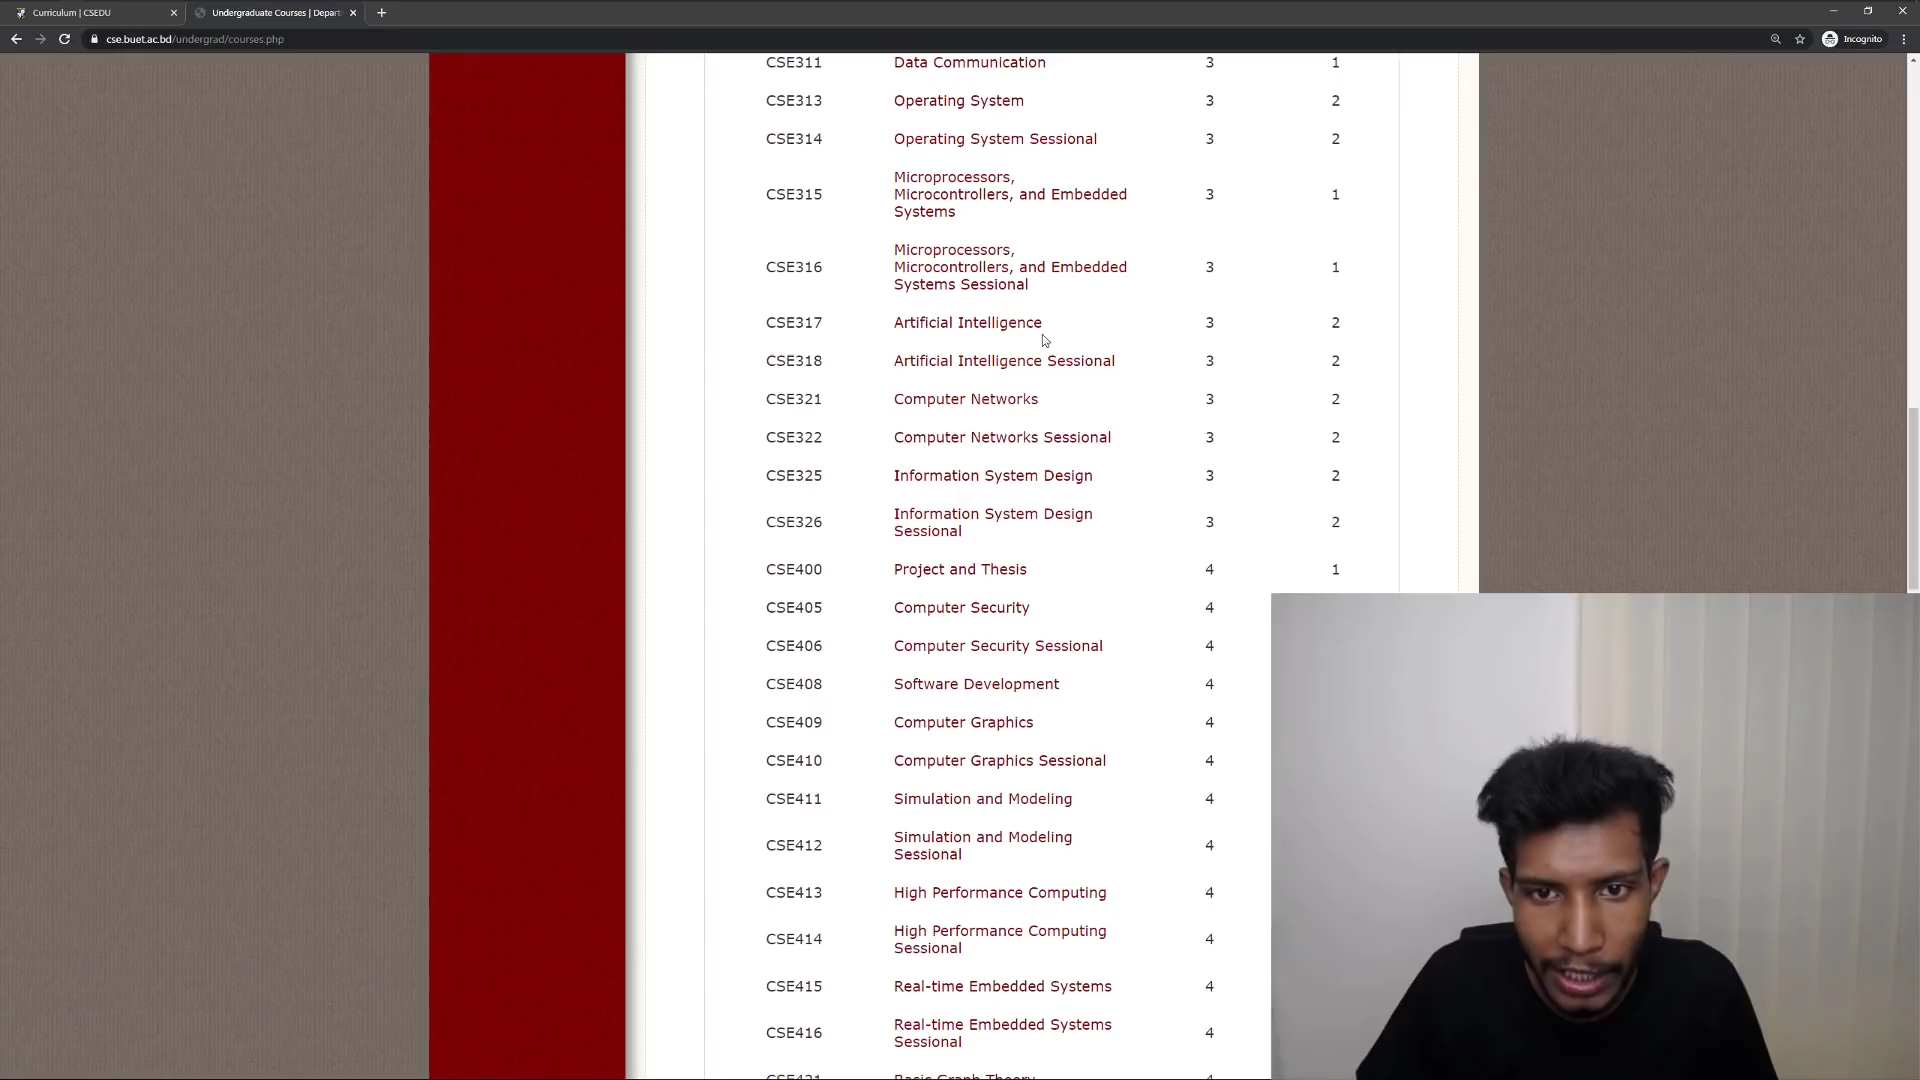 Curriculum | CSEDU
Undergraduate Courses | Depart
cse.buet.ac.bd/undergrad/courses.php
Incognito
CSE311 Data Communication 3 1
CSE313 Operating System 3 2
CSE314 Operating System Sessional 3 2
Microprocessors,
CSE315 Microcontrollers, and Embedded 3 1
Systems
Microprocessors,
CSE316 Microcontrollers, and Embedded 3 1
Systems Sessional
CSE317 Artificial Intelligence 3 2
CSE318 Artificial Intelligence Sessional 3 2
CSE321 Computer Networks 3 2
CSE322 Computer Networks Sessional 3 2
CSE325 Information System Design 3 2
Information System Design
CSE326 3 2
Sessional
CSE400 Project and Thesis 4 1
CSE405 Computer Security 4
CSE406 Computer Security Sessional 4
CSE408 Software Development 4
CSE409 Computer Graphics 4
CSE410 Computer Graphics Sessional 4
CSE411 Simulation and Modeling 4
Simulation and Modeling
CSE412 4
Sessional
CSE413 High Performance Computing 4
High Performance Computing
CSE414 4
Sessional
CSE415 Real-time Embedded Systems 4
Real-time Embedded Systems
CSE416 4
Sessional
CSE421 Basic Graph Theory 4